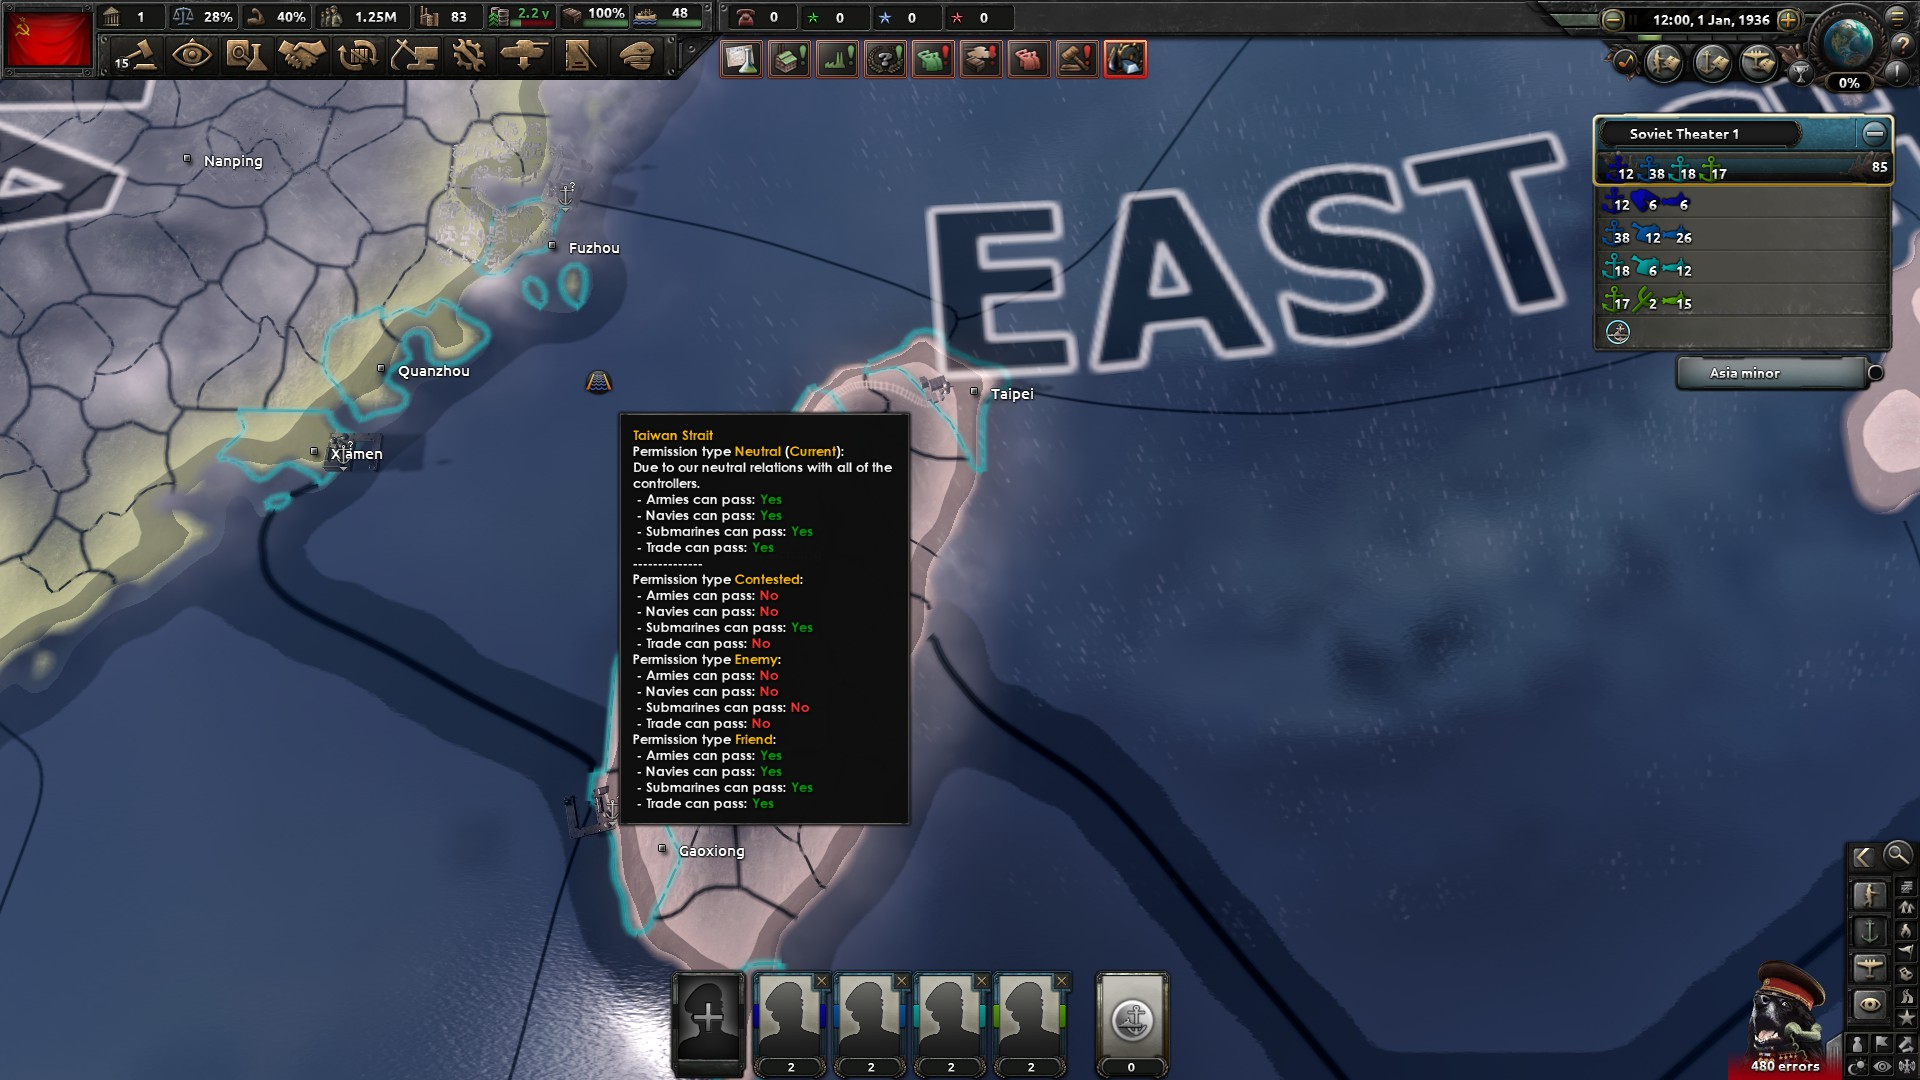 1
28%
40%
1.25M
83
2.2 v
100%
48
0
0
0
0
12:00, 1 Jan, 1936
15
0%
Soviet Theater 1
12 38 18 17
85
12 6 6
38 12 26
18 6 12
17 2 15
Asia minor
Nanping
Fuzhou
Quanzhou
Xiamen
EAST
Taipei
Gaoxiong
Taiwan Strait
Permission type Neutral (Current):
Due to our neutral relations with all of the
controllers.
- Armies can pass: Yes
- Navies can pass: Yes
- Submarines can pass: Yes
- Trade can pass: Yes
--------------
Permission type Contested:
- Armies can pass: No
- Navies can pass: No
- Submarines can pass: Yes
- Trade can pass: No
Permission type Enemy:
- Armies can pass: No
- Navies can pass: No
- Submarines can pass: No
- Trade can pass: No
Permission type Friend:
- Armies can pass: Yes
- Navies can pass: Yes
- Submarines can pass: Yes
- Trade can pass: Yes
2
2
2
2
0
480 errors